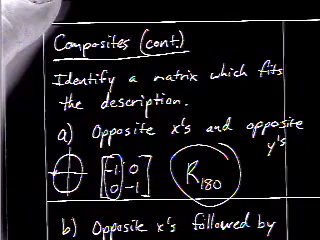 Composites (cont.)
Identify a matrix which fits
the description.
a) Opposite x's and opposite
y's
[-1 0
0 -1] R180
b) Opposite x's followed by